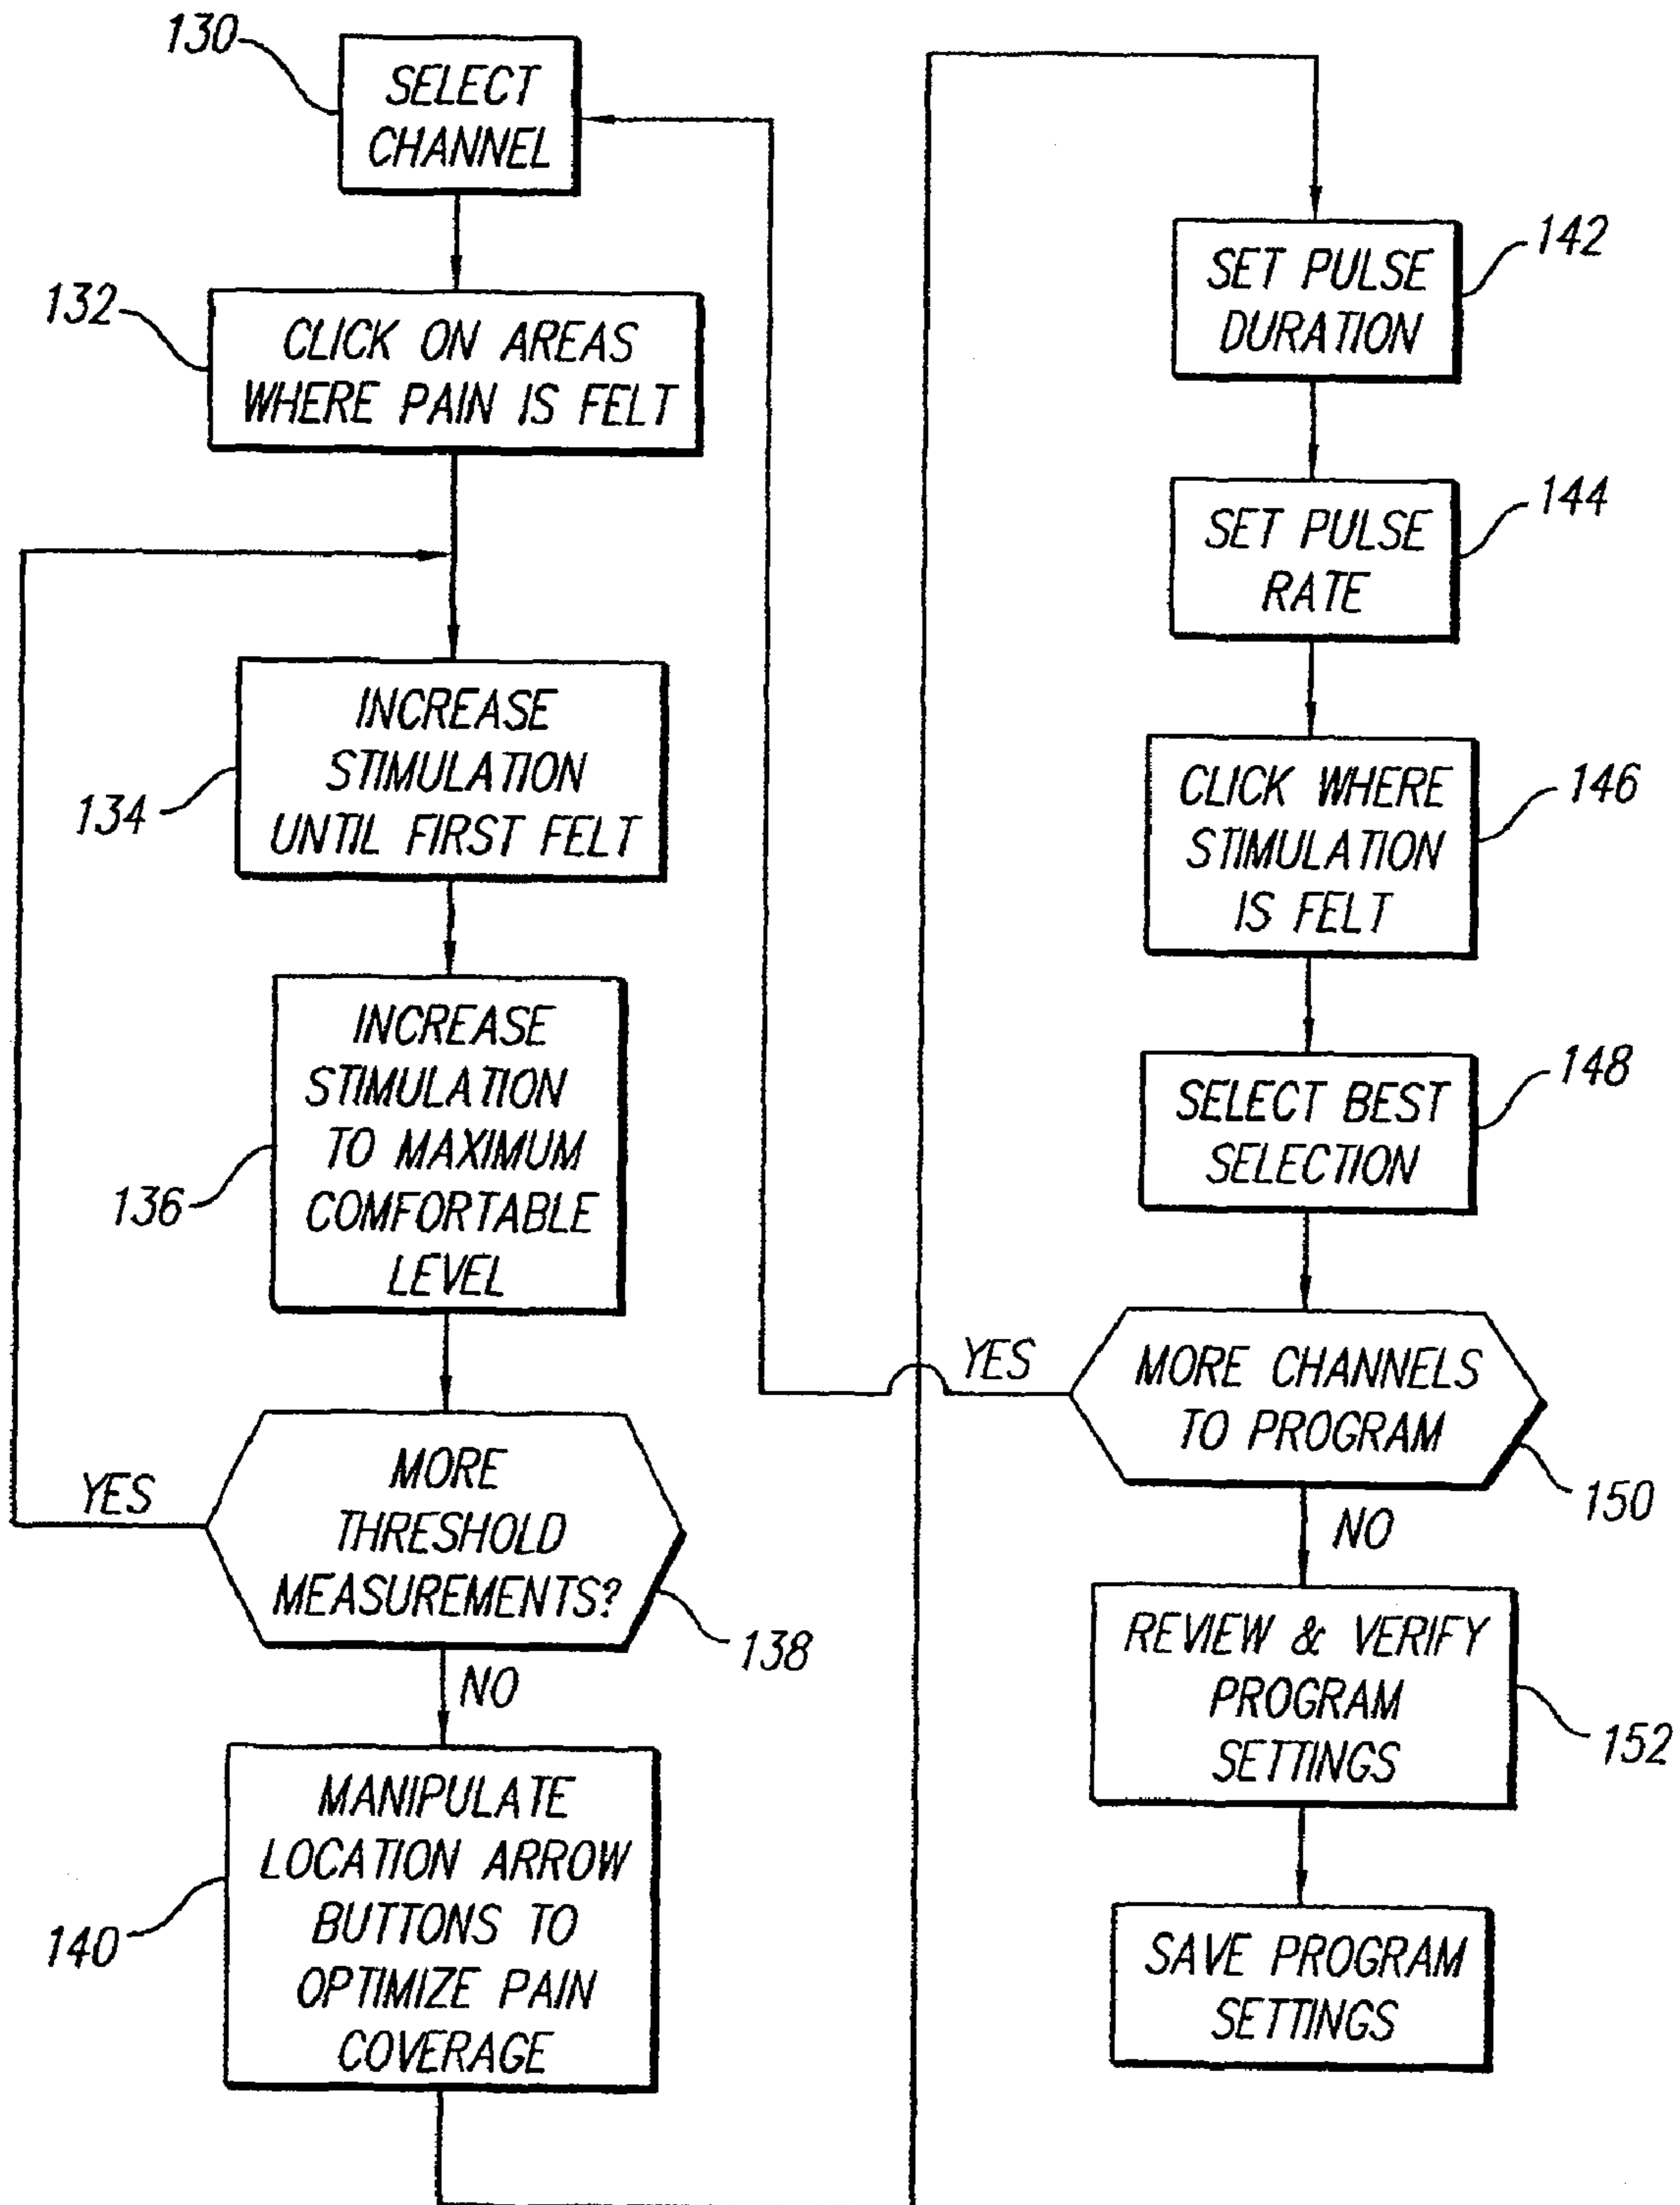 130
SELECT
CHANNEL
132
CLICK ON AREAS
WHERE PAIN IS FELT
134
INCREASE
STIMULATION
UNTIL FIRST FELT
136
INCREASE
STIMULATION
TO MAXIMUM
COMFORTABLE
LEVEL
YES
MORE
THRESHOLD
MEASUREMENTS?
138
NO
140
MANIPULATE
LOCATION ARROW
BUTTONS TO
OPTIMIZE PAIN
COVERAGE
SET PULSE
DURATION
142
SET PULSE
RATE
144
CLICK WHERE
STIMULATION
IS FELT
146
SELECT BEST
SELECTION
148
YES
MORE CHANNELS
TO PROGRAM
150
NO
REVIEW & VERIFY
PROGRAM
SETTINGS
152
SAVE PROGRAM
SETTINGS